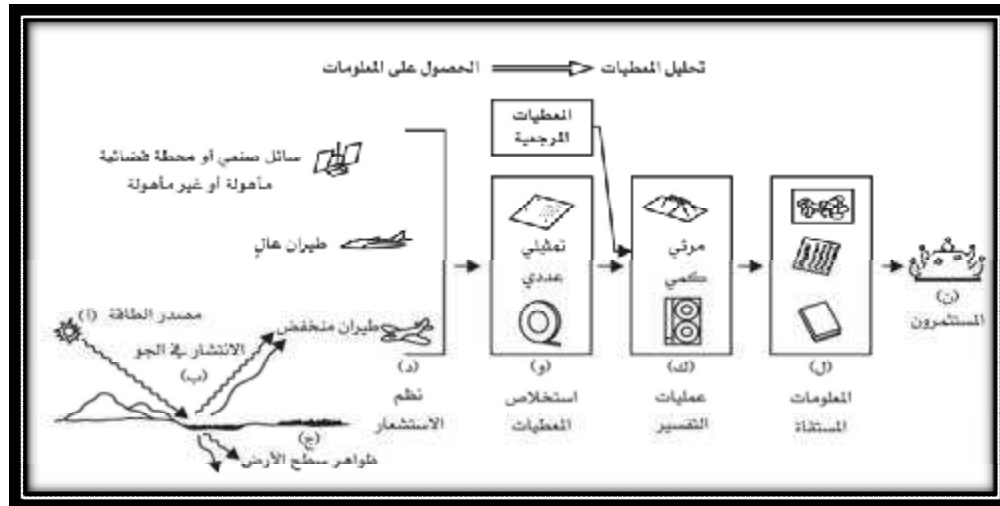 الحصول على المعلومات
تحليل المعطيات
المعطيات
المرجعية
ساتل صنعي أو محطة فضائية
مأهولة أو غير مأهولة
طيران عالٍ
طيران منخفض
مصدر الطاقة (أ)
الانتشار في الجو
(ب)
(ج)
ظواهر سطح الأرض
(د)
نظم
الاستشعار
تمثيلي
عددي
(و)
استخلاص
المعطيات
مرئي
كمي
(ك)
عمليات
التفسير
(ل)
المعلومات
المستقاة
(ن)
المستثمرون